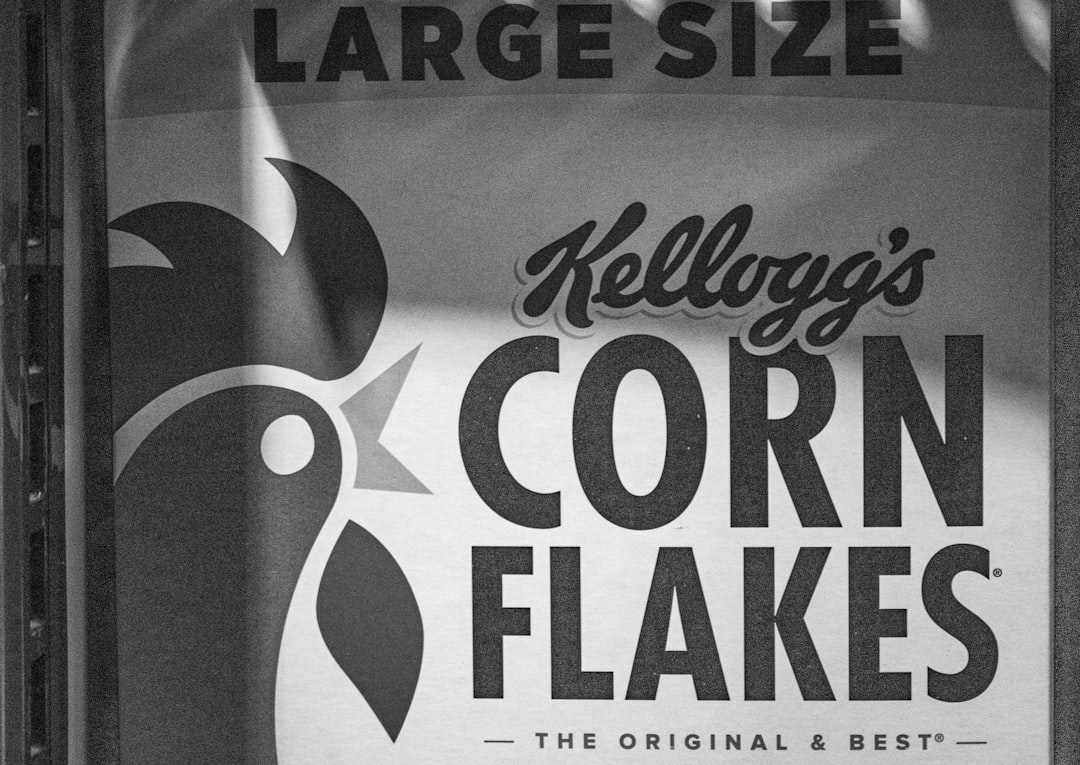 LARGE SIZE
Kellogg's
CORN
FLAKES®
— THE ORIGINAL & BEST® —